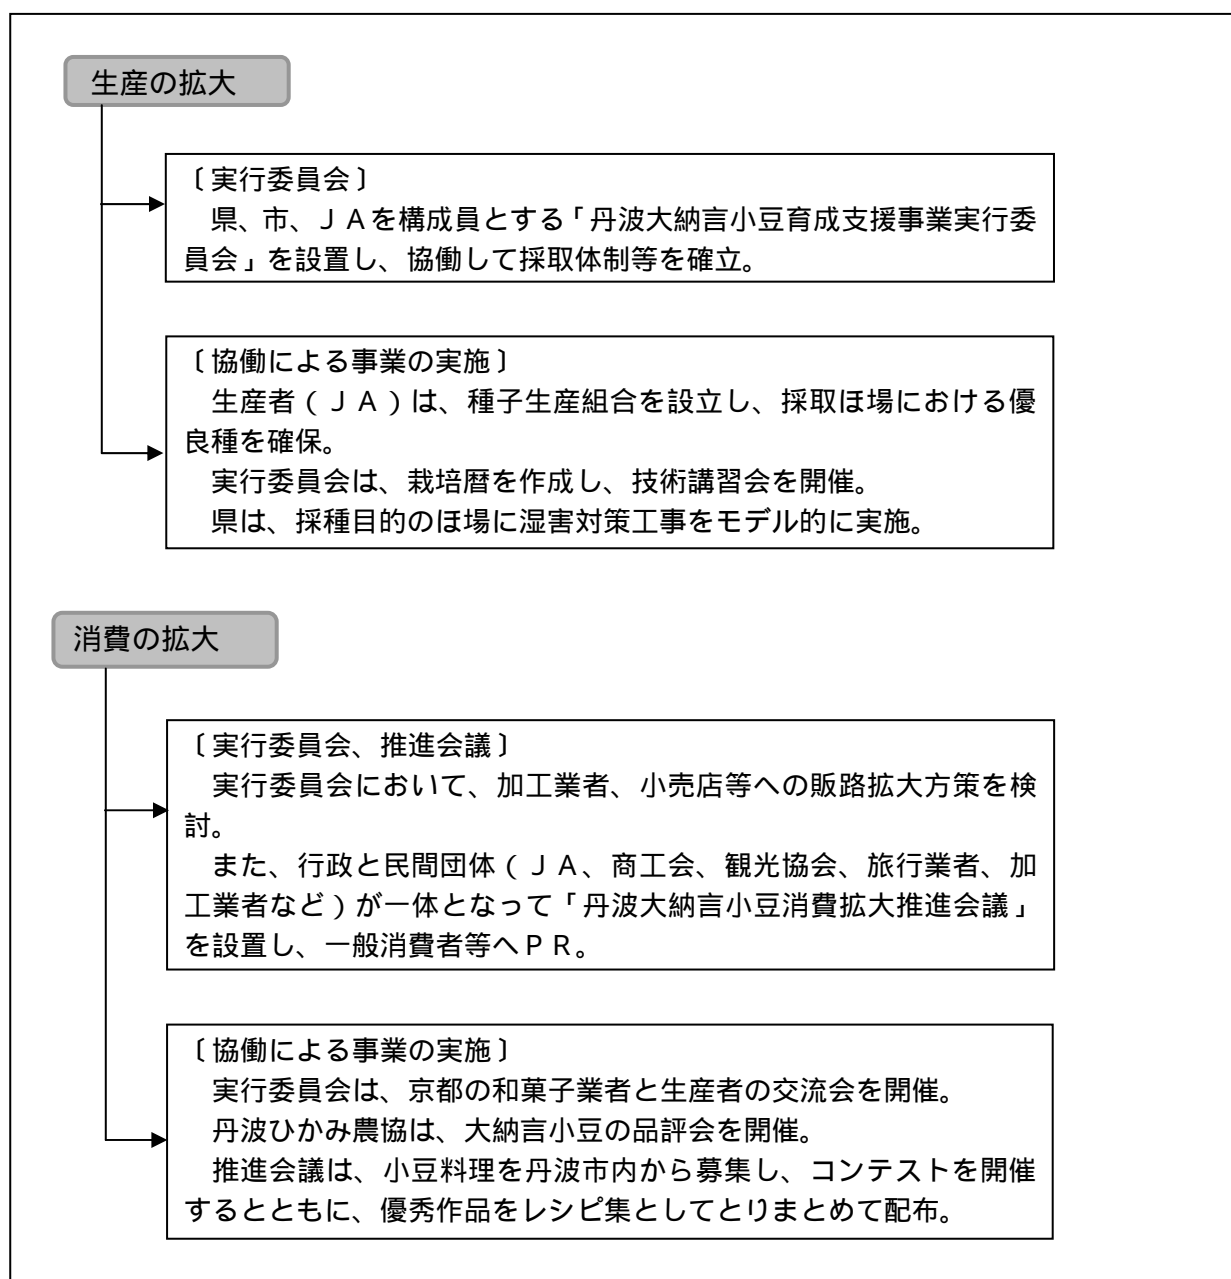 生産の拡大
〔実行委員会〕
県、市、ＪＡを構成員とする「丹波大納言小豆育成支援事業実行委
員会」を設置し、協働して採取体制等を確立。
〔協働による事業の実施〕
生産者（ＪＡ）は、種子生産組合を設立し、採取ほ場における優
良種を確保。
実行委員会は、栽培暦を作成し、技術講習会を開催。
県は、採種目的のほ場に湿害対策工事をモデル的に実施。
消費の拡大
〔実行委員会、推進会議〕
実行委員会において、加工業者、小売店等への販路拡大方策を検
討。
また、行政と民間団体（ＪＡ、商工会、観光協会、旅行業者、加
工業者など）が一体となって「丹波大納言小豆消費拡大推進会議」
を設置し、一般消費者等へＰＲ。
〔協働による事業の実施〕
実行委員会は、京都の和菓子業者と生産者の交流会を開催。
丹波ひかみ農協は、大納言小豆の品評会を開催。
推進会議は、小豆料理を丹波市内から募集し、コンテストを開催
するとともに、優秀作品をレシピ集としてとりまとめて配布。